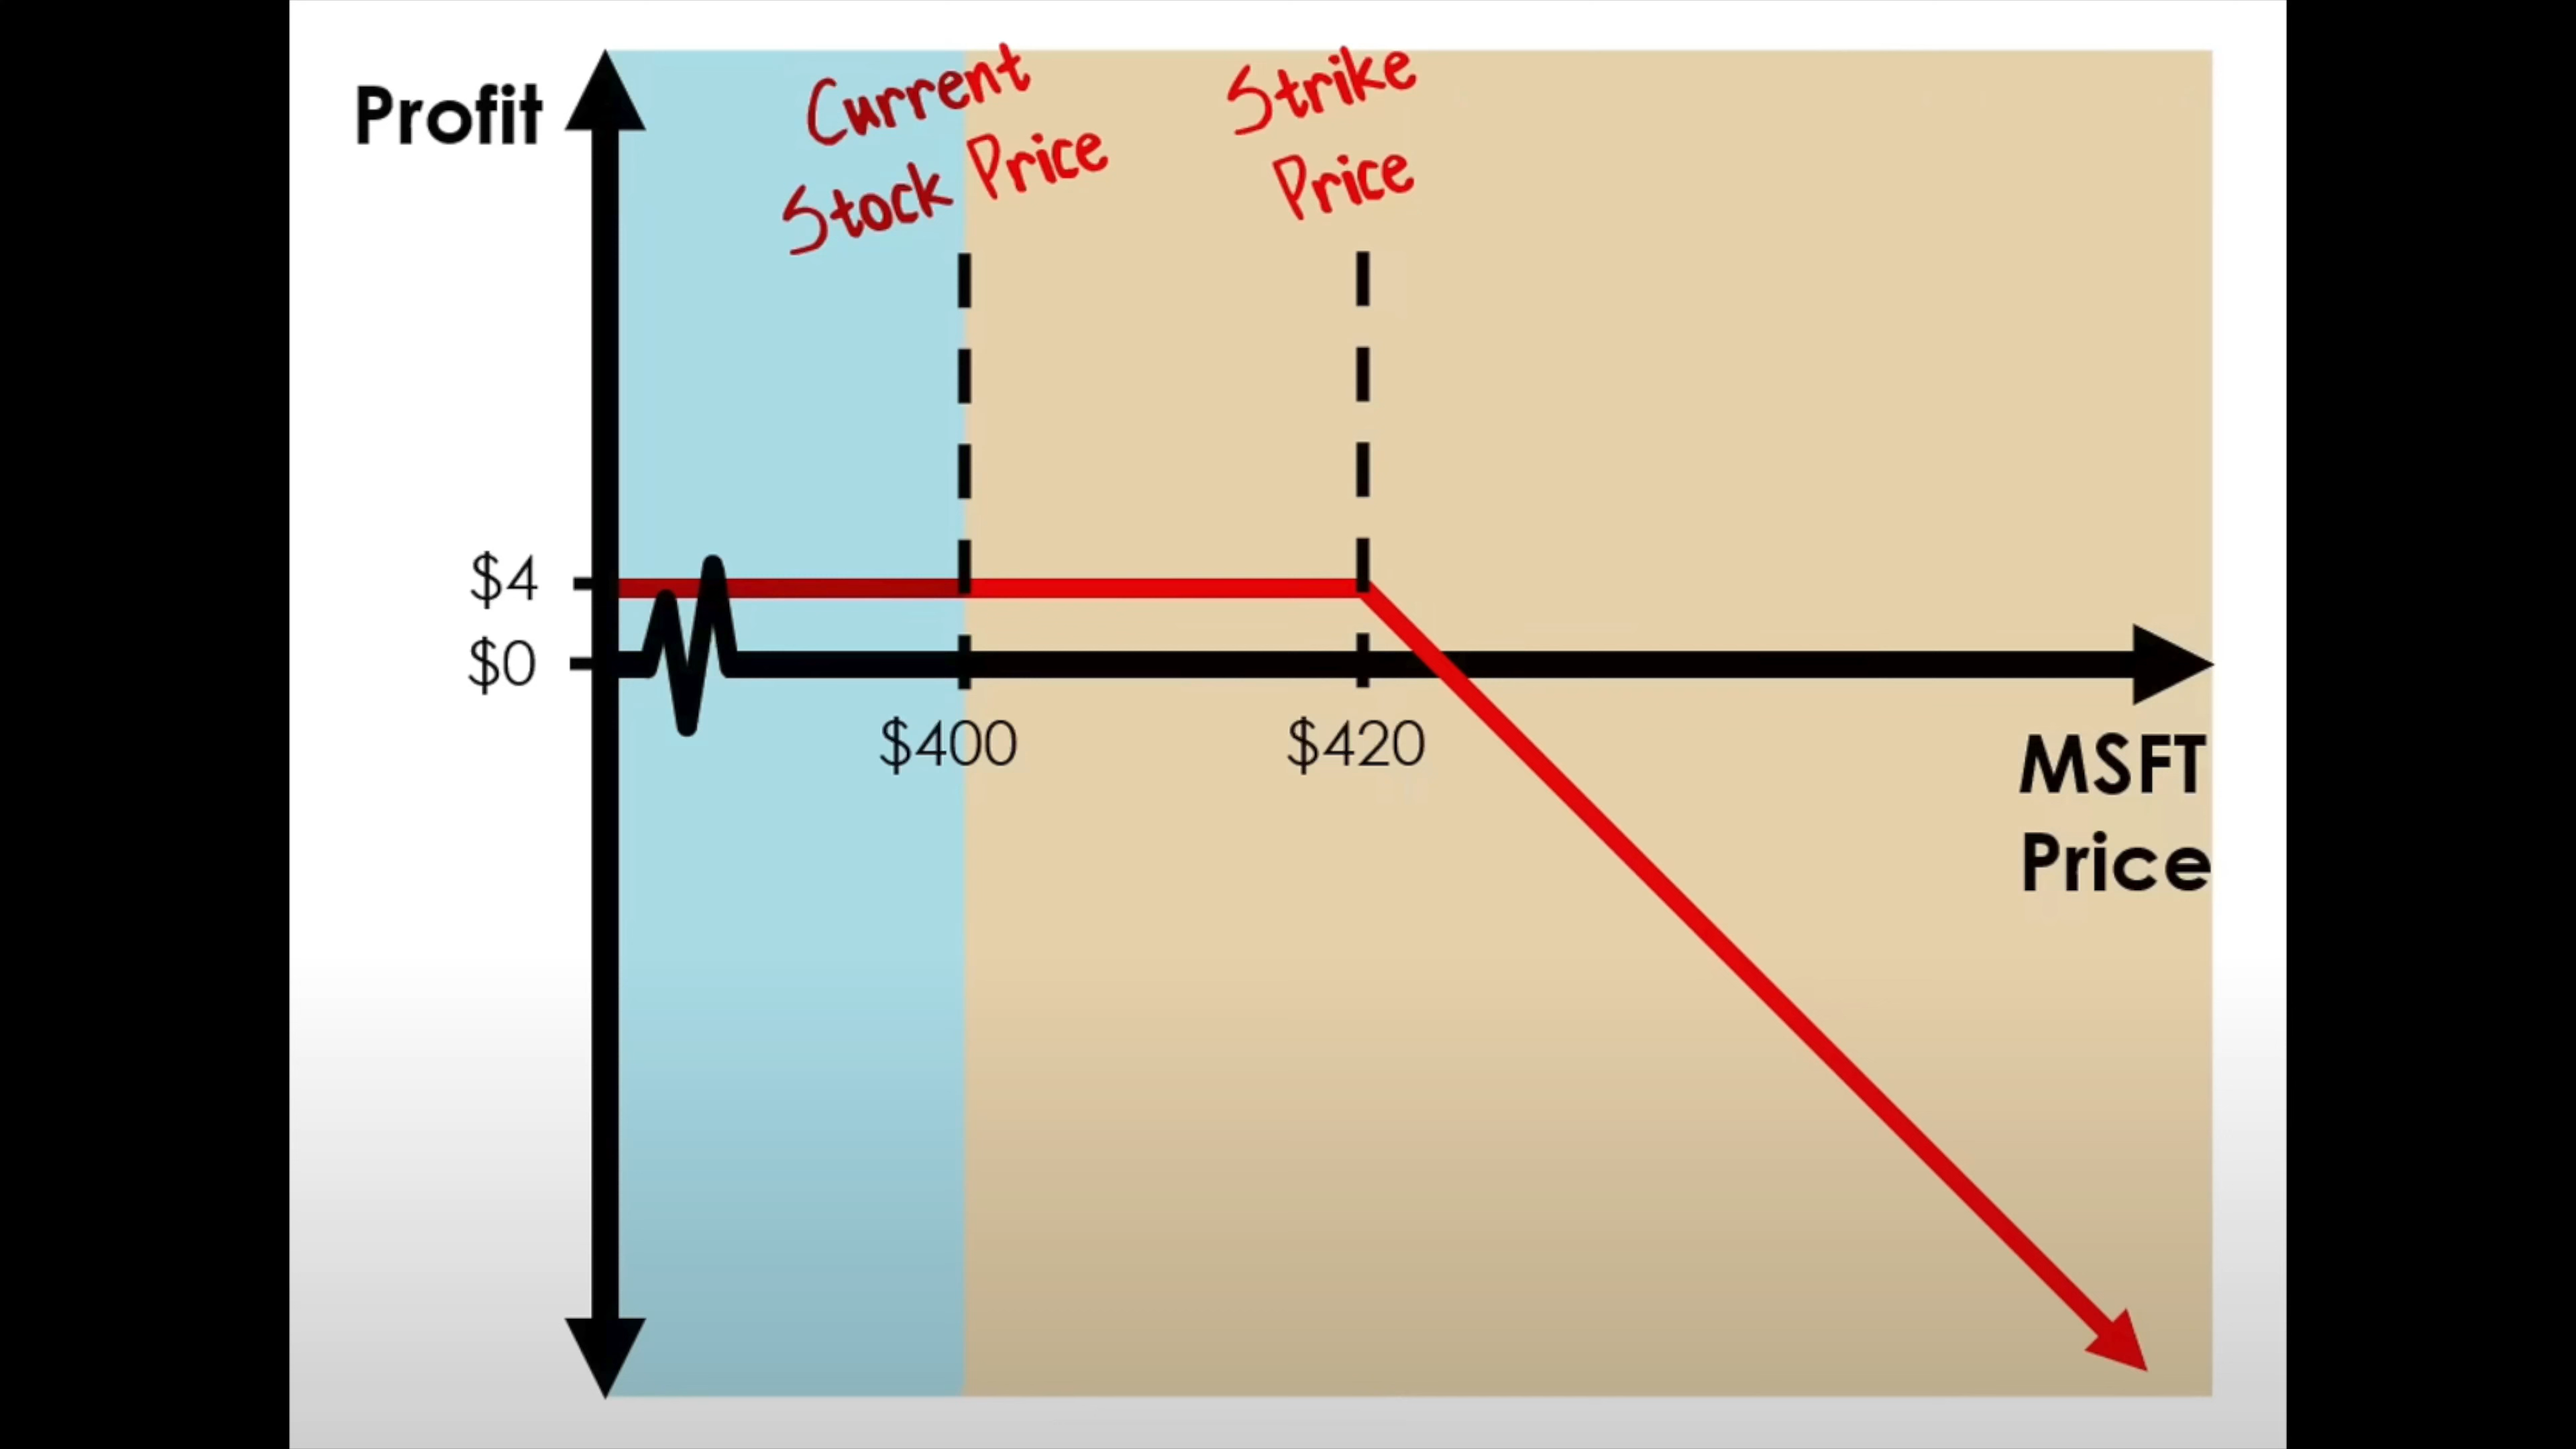 Profit
Current
Stock Price
Strike
Price
$4
$0
$400
$420
MSFT
Price